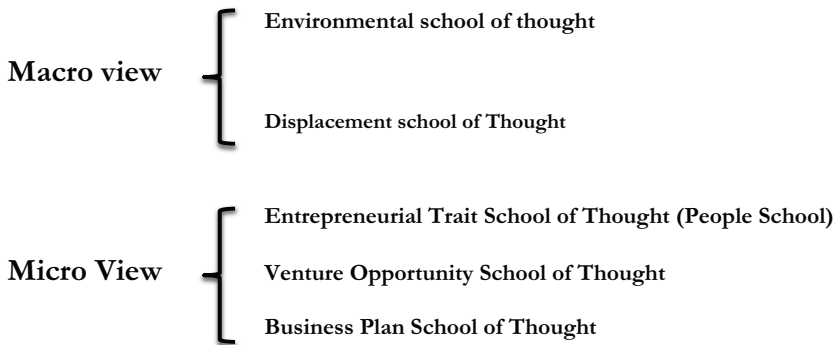 Environmental school of thought
Macro view
Displacement school of Thought
Entrepreneurial Trait School of Thought (People School)
Micro View
Venture Opportunity School of Thought
Business Plan School of Thought